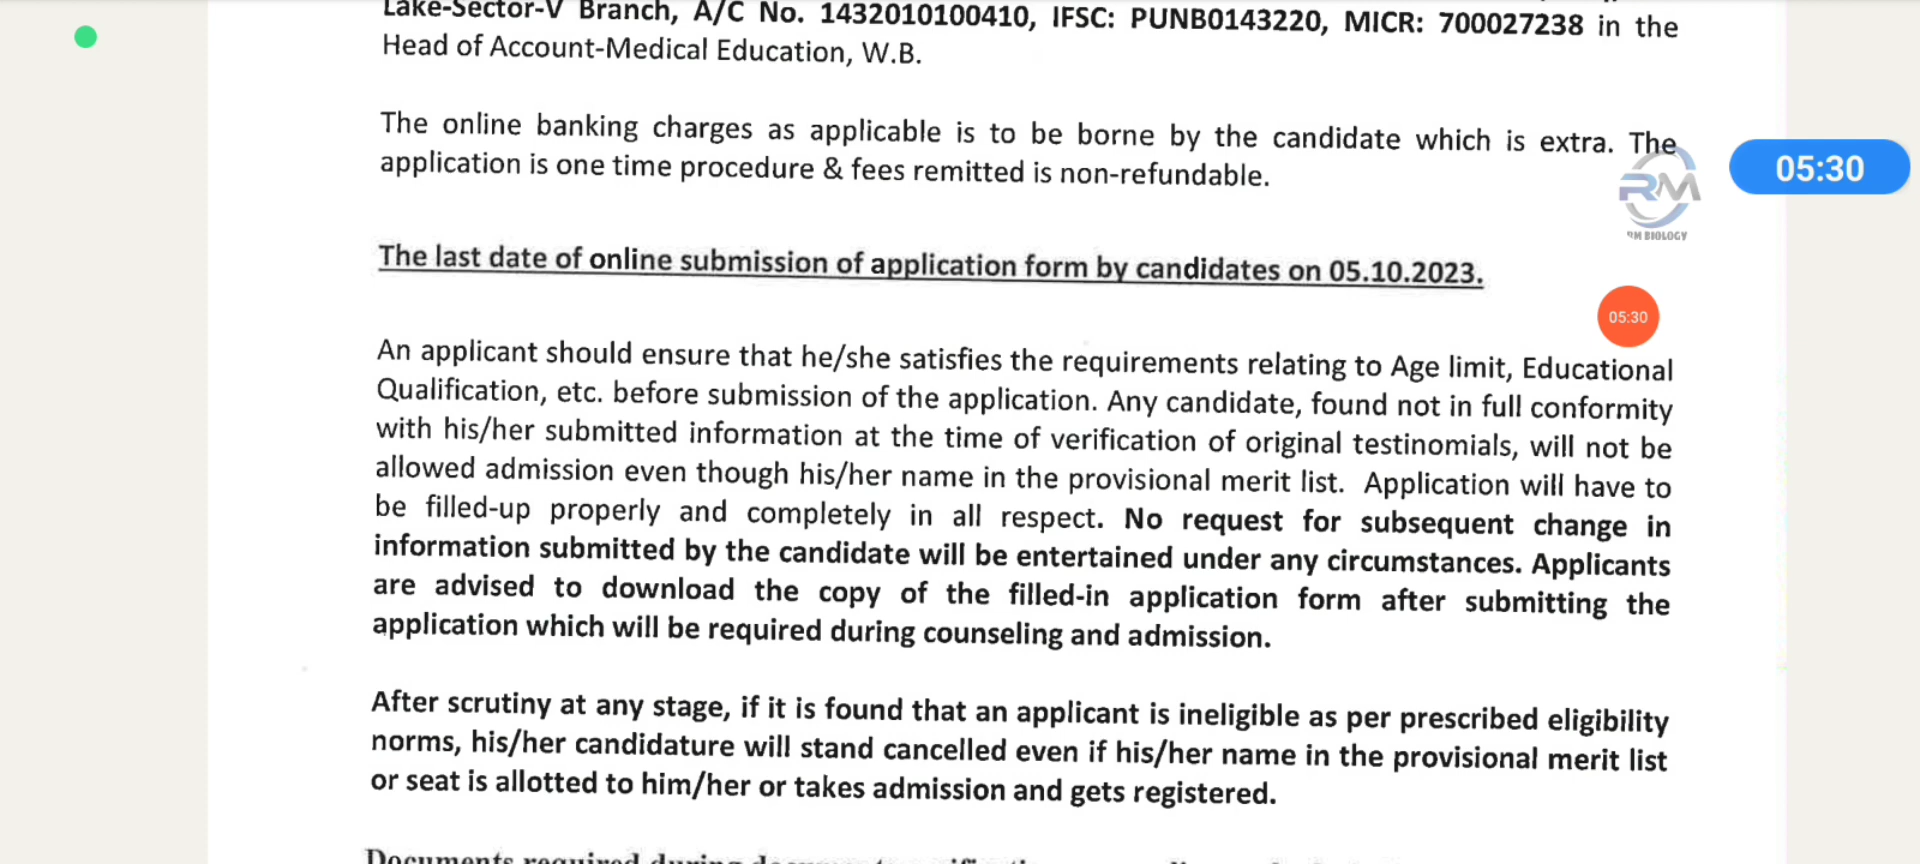 Lake-Sector-V Branch, A/C No. 1432010100410, IFSC: PUNB0143220, MICR: 700027238 in the
Head of Account-Medical Education, W.B.
The online banking charges as applicable is to be borne by the candidate which is extra. The
application is one time procedure & fees remitted is non-refundable.
05:30
RM
RM BIOLOGY
The last date of online submission of application form by candidates on 05.10.2023.
05:30
An applicant should ensure that he/she satisfies the requirements relating to Age limit, Educational
Qualification, etc. before submission of the application. Any candidate, found not in full conformity
with his/her submitted information at the time of verification of original testinomials, will not be
allowed admission even though his/her name in the provisional merit list. Application will have to
be filled-up properly and completely in all respect. No request for subsequent change in
information submitted by the candidate will be entertained under any circumstances. Applicants
are advised to download the copy of the filled-in application form after submitting the
application which will be required during counseling and admission.
After scrutiny at any stage, if it is found that an applicant is ineligible as per prescribed eligibility
norms, his/her candidature will stand cancelled even if his/her name in the provisional merit list
or seat is allotted to him/her or takes admission and gets registered.
Documents required during